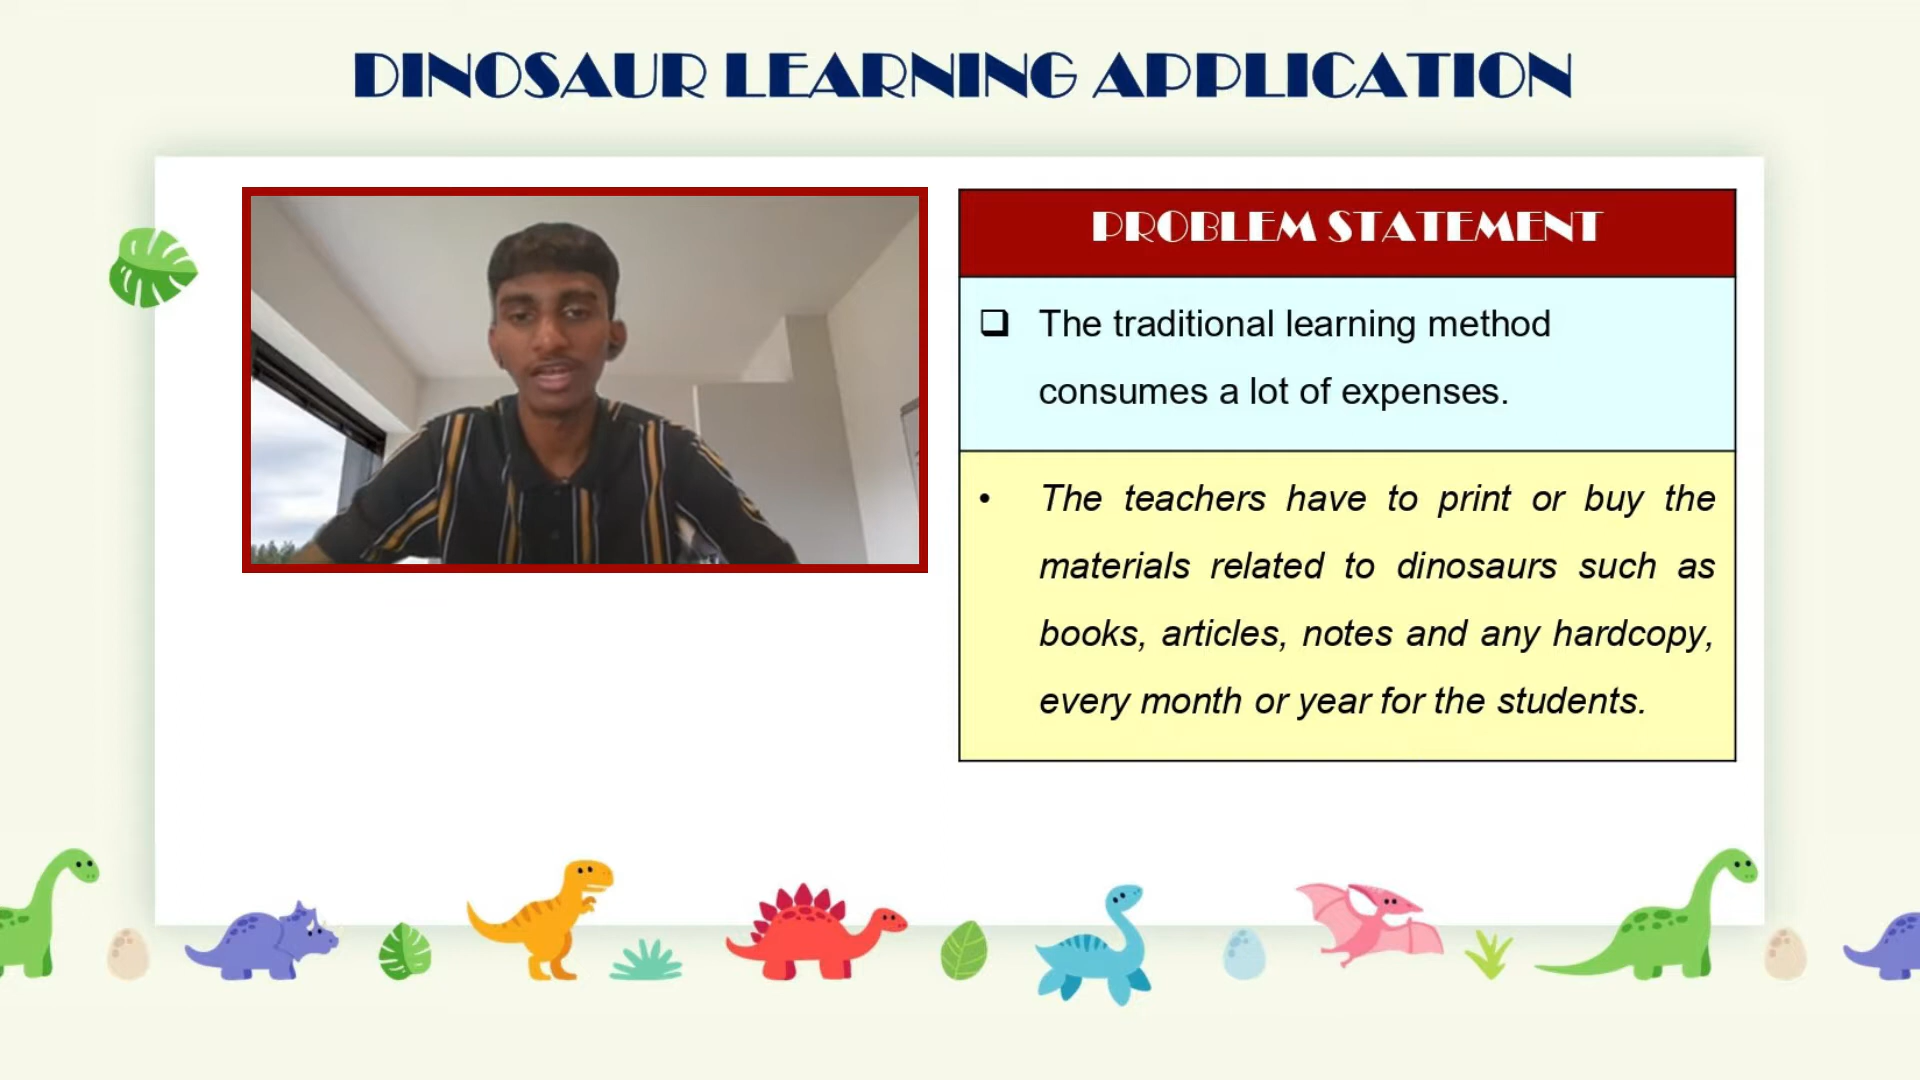 DINOSAUR LEARNING APPLICATION
PROBLEM STATEMENT
❑ The traditional learning method
consumes a lot of expenses.
• The teachers have to print or buy the
materials related to dinosaurs such as
books, articles, notes and any hardcopy,
every month or year for the students.